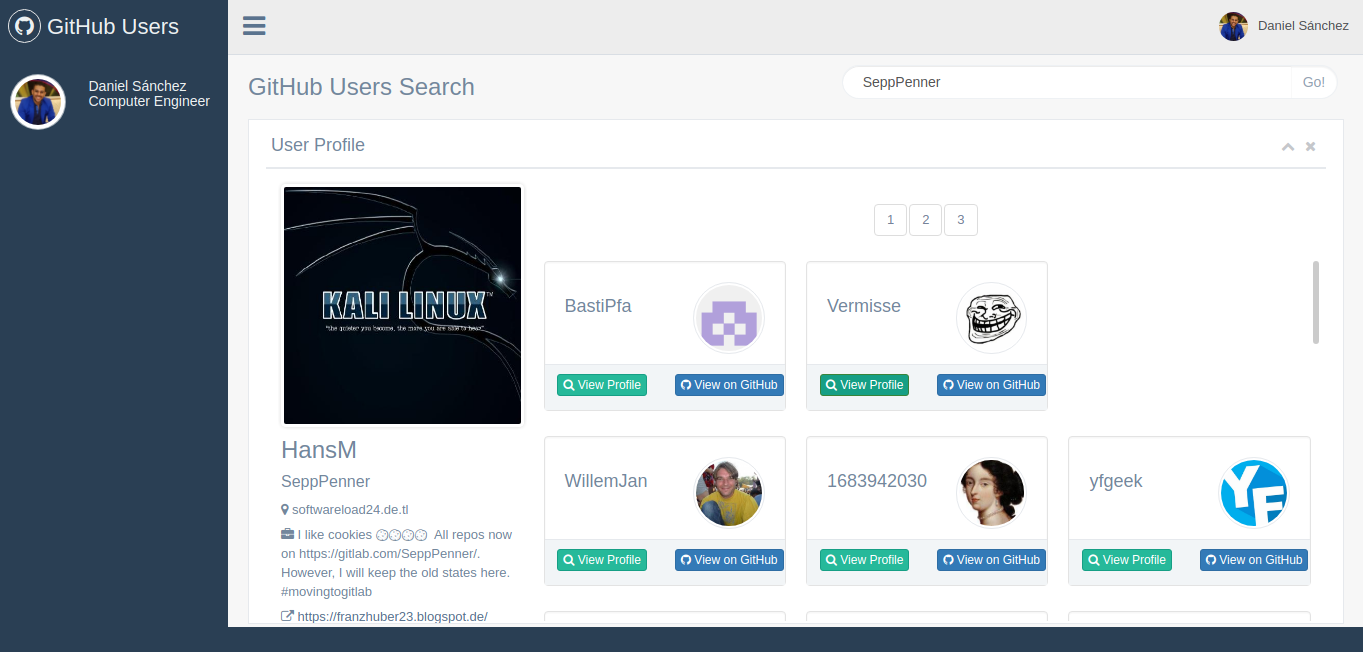 GitHub Users
Daniel Sánchez
Daniel Sánchez
Computer Engineer
GitHub Users Search
SeppPenner
Go!
User Profile
KALI LINUX™
"the quieter you become, the more you are able to hear"
HansM
SeppPenner
softwareload24.de.tl
I like cookies 🍪🍪🍪🍪 All repos now
on https://gitlab.com/SeppPenner/.
However, I will keep the old states here.
#movingtogitlab
https://franzhuber23.blogspot.de/
1 2 3
BastiPfa
View Profile View on GitHub
Vermisse
View Profile View on GitHub
WillemJan
View Profile View on GitHub
1683942030
View Profile View on GitHub
yfgeek
YF
View Profile View on GitHub